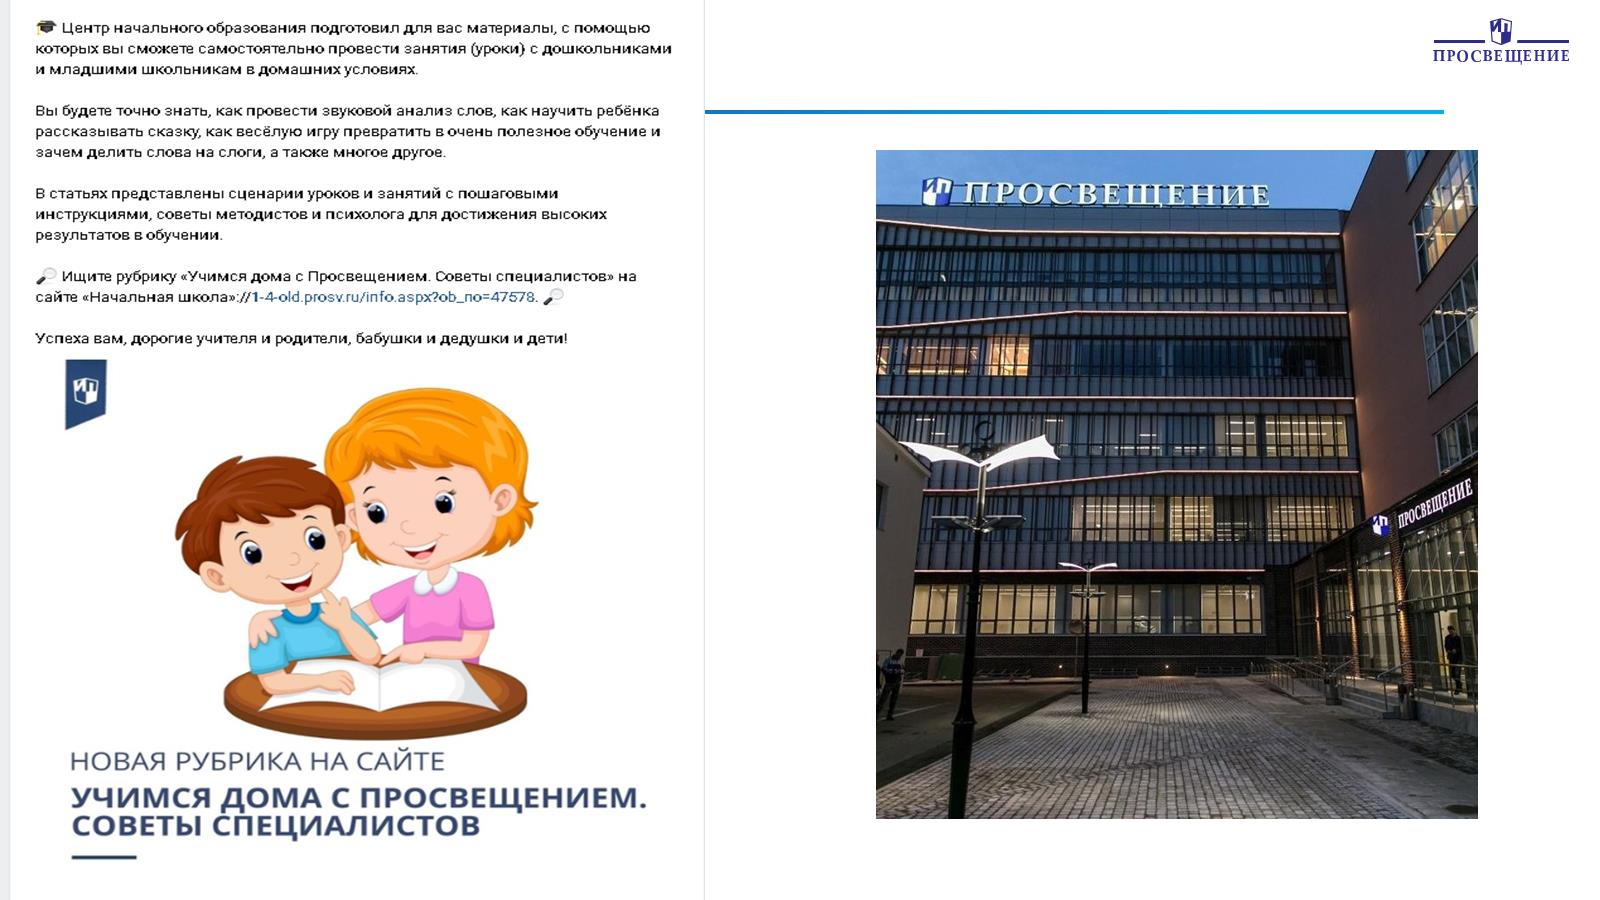 Центр начального образования подготовил для вас материалы, с помощью
которых вы сможете самостоятельно провести занятия (уроки) с дошкольниками
и младшими школьникам в домашних условиях.
Вы будете точно знать, как провести звуковой анализ слов, как научить ребёнка
рассказывать сказку, как весёлую игру превратить в очень полезное обучение и
зачем делить слова на слоги, а также многое другое.
В статьях представлены сценарии уроков и занятий с пошаговыми
инструкциями, советы методистов и психолога для достижения высоких
результатов в обучении.
Ищите рубрику «Учимся дома с Просвещением. Советы специалистов» на
сайте «Начальная школа»://1-4-old.prosv.ru/info.aspx?ob_no=47578.
Успеха вам, дорогие учителя и родители, бабушки и дедушки и дети!
ИП
НОВАЯ РУБРИКА НА САЙТЕ
УЧИМСЯ ДОМА С ПРОСВЕЩЕНИЕМ.
СОВЕТЫ СПЕЦИАЛИСТОВ
ИП
ПРОСВЕЩЕНИЕ
ИП ПРОСВЕЩЕНИЕ
ИП ПРОСВЕЩЕНИЕ